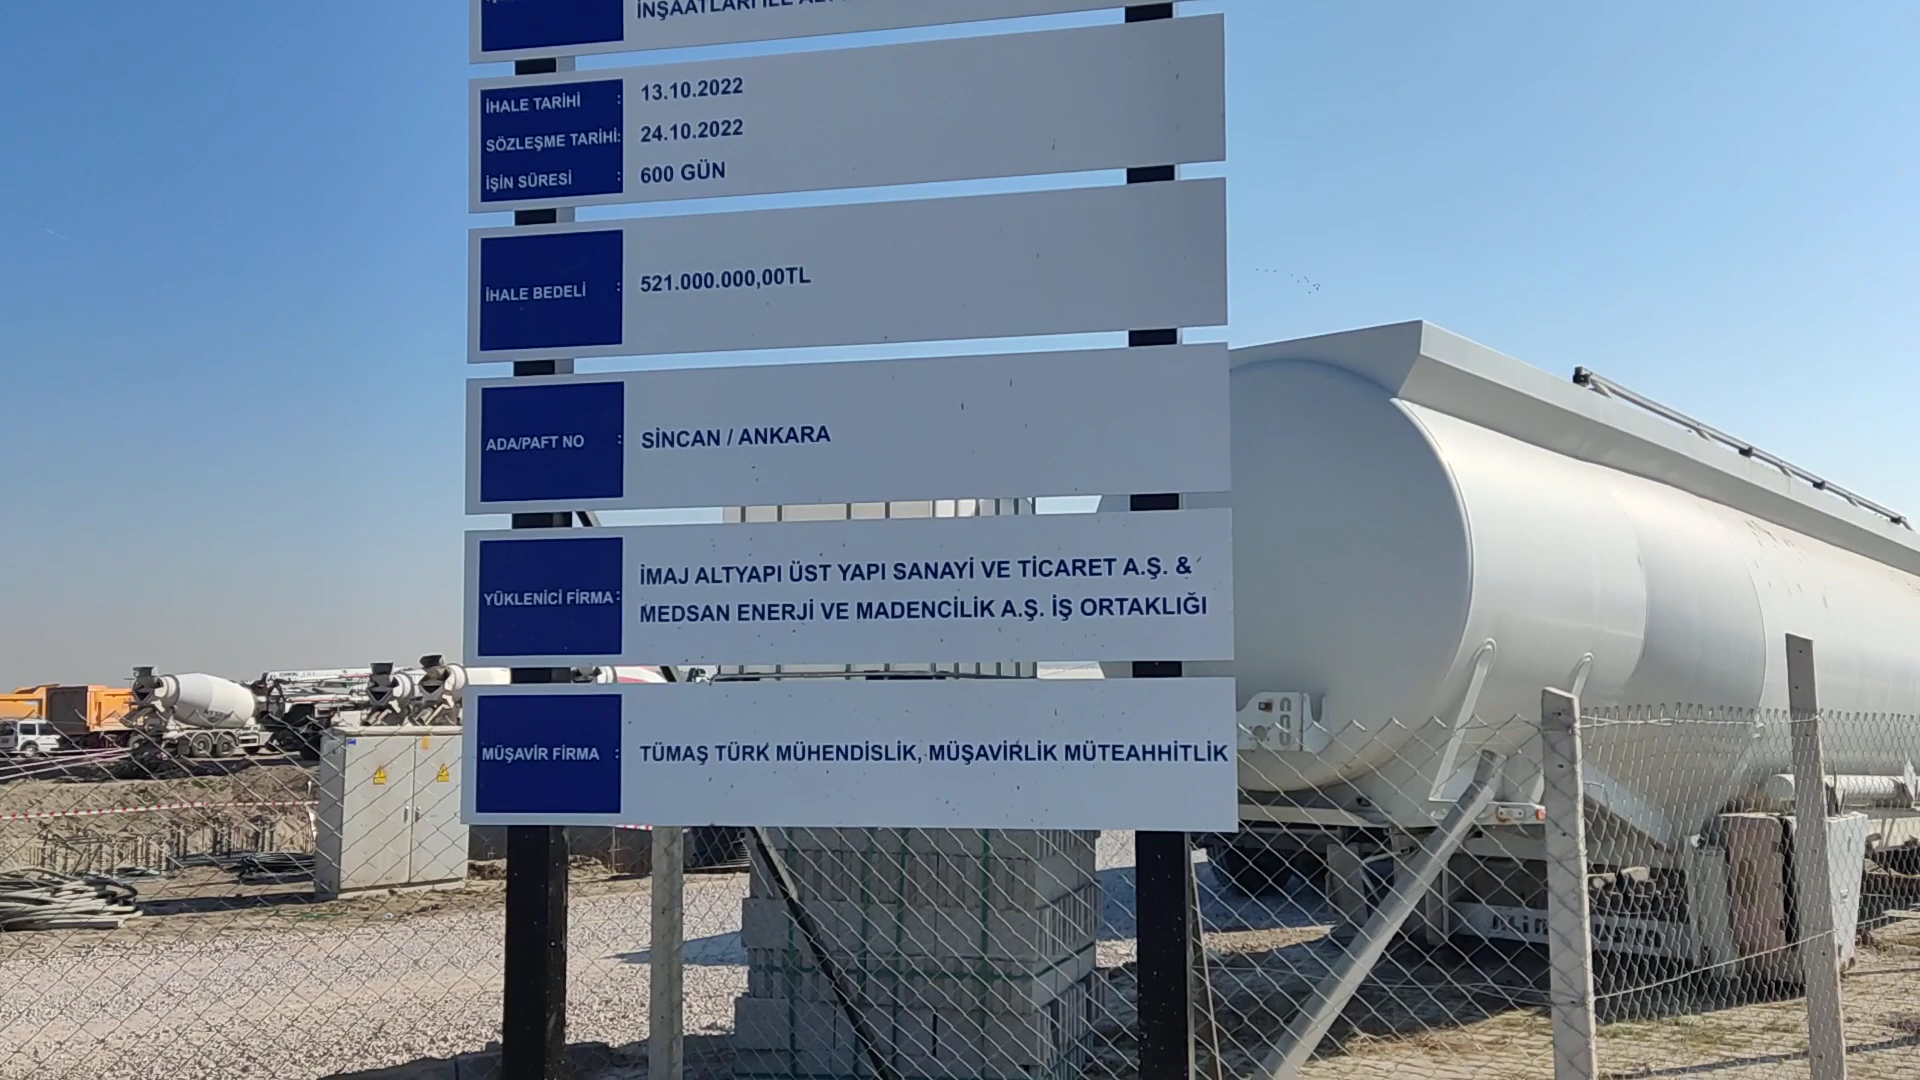 İNŞAATLARI İLE
İHALE TARİHİ : 13.10.2022
SÖZLEŞME TARİHİ: 24.10.2022
İŞİN SÜRESİ : 600 GÜN
İHALE BEDELİ : 521.000.000,00TL
ADA/PAFT NO : SİNCAN / ANKARA
YÜKLENİCİ FİRMA: İMAJ ALTYAPI ÜST YAPI SANAYİ VE TİCARET A.Ş. &
MEDSAN ENERJİ VE MADENCİLİK A.Ş. İŞ ORTAKLIĞI
MÜŞAVİR FİRMA : TÜMAŞ TÜRK MÜHENDİSLİK, MÜŞAVİRLİK MÜTEAHHİTLİK